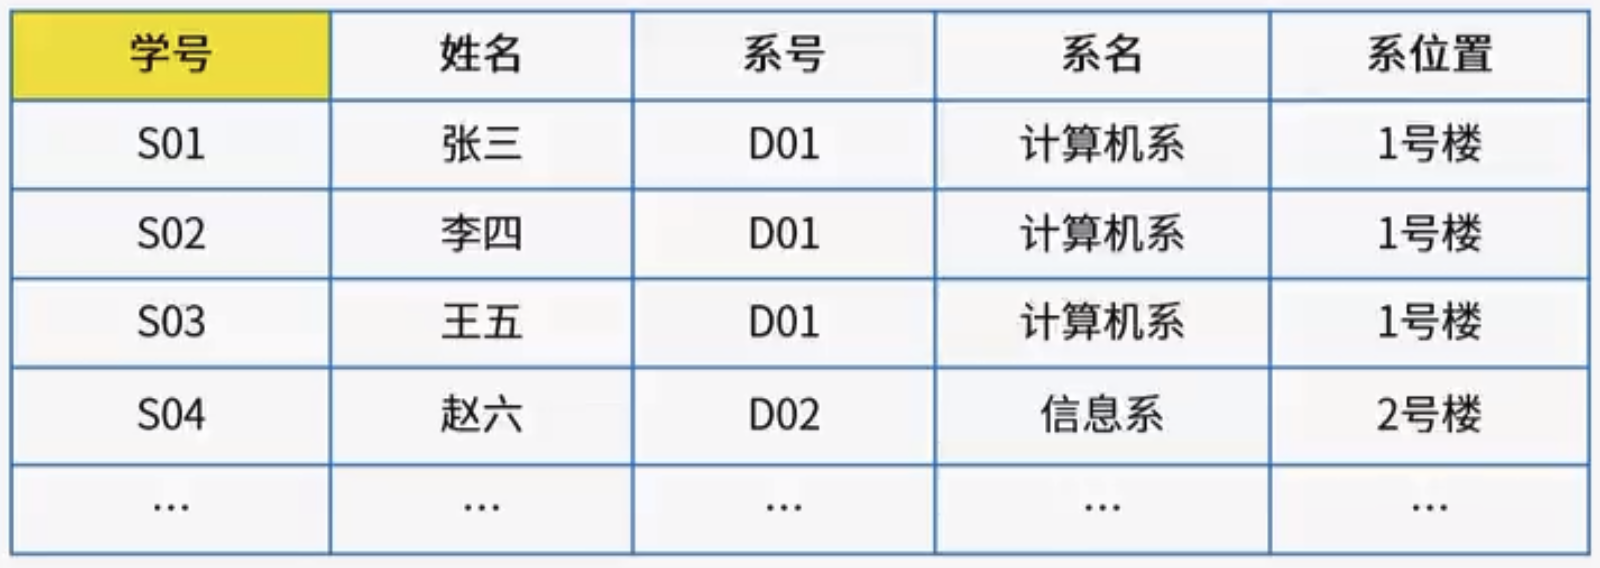 学号 姓名 系号 系名 系位置
S01 张三 D01 计算机系 1号楼
S02 李四 D01 计算机系 1号楼
S03 王五 D01 计算机系 1号楼
S04 赵六 D02 信息系 2号楼
… … … … …